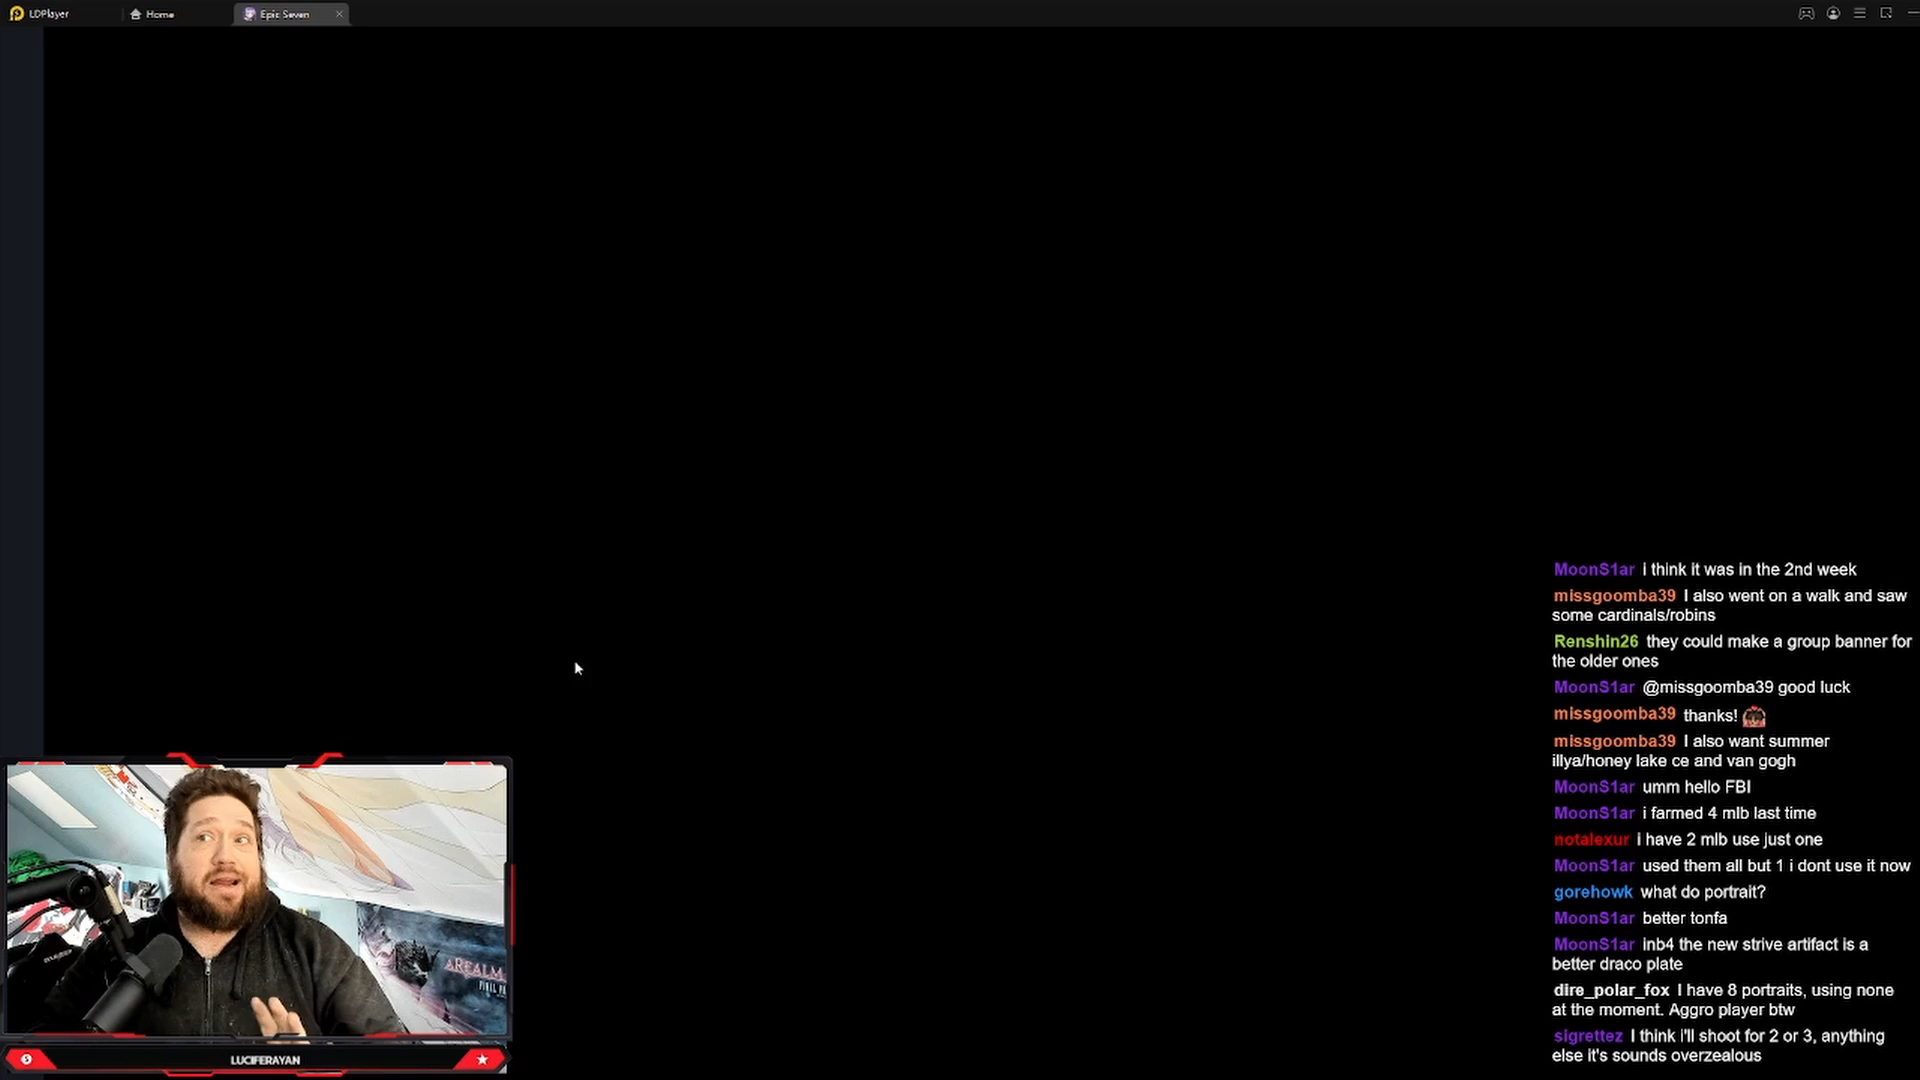 LDPlayer
Home
Epic Seven
MoonS1ar i think it was in the 2nd week
missgoomba39 I also went on a walk and saw
some cardinals/robins
Renshin26 they could make a group banner for
the older ones
MoonS1ar @missgoomba39 good luck
missgoomba39 thanks!
missgoomba39 I also want summer
illya/honey lake ce and van gogh
MoonS1ar umm hello FBI
MoonS1ar i farmed 4 mlb last time
notalexur i have 2 mlb use just one
MoonS1ar used them all but 1 i dont use it now
gorehowk what do portrait?
MoonS1ar better tonfa
MoonS1ar inb4 the new strive artifact is a
better draco plate
dire_polar_fox I have 8 portraits, using none
at the moment. Aggro player btw
sigrettez I think i'll shoot for 2 or 3, anything
else it's sounds overzealous
A REALM
FINAL
LUCIFERAYAN